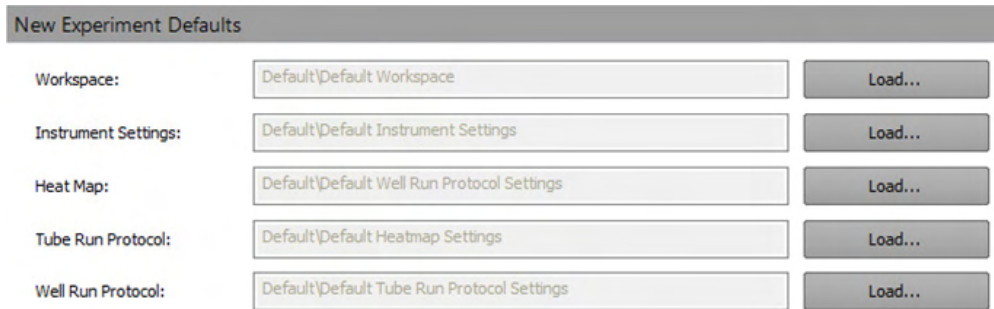 New Experiment Defaults
Workspace: Default\Default Workspace Load...
Instrument Settings: Default\Default Instrument Settings Load...
Heat Map: Default\Default Well Run Protocol Settings Load...
Tube Run Protocol: Default\Default Heatmap Settings Load...
Well Run Protocol: Default\Default Tube Run Protocol Settings Load...